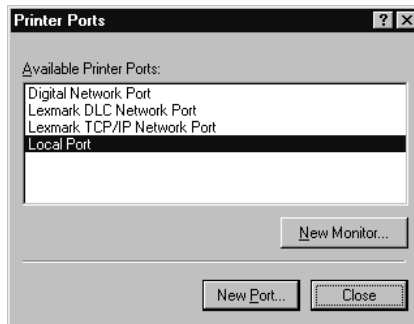 Printer Ports
Available Printer Ports:
Digital Network Port
Lexmark DLC Network Port
Lexmark TCP/IP Network Port
Local Port
New Monitor...
New Port...
Close